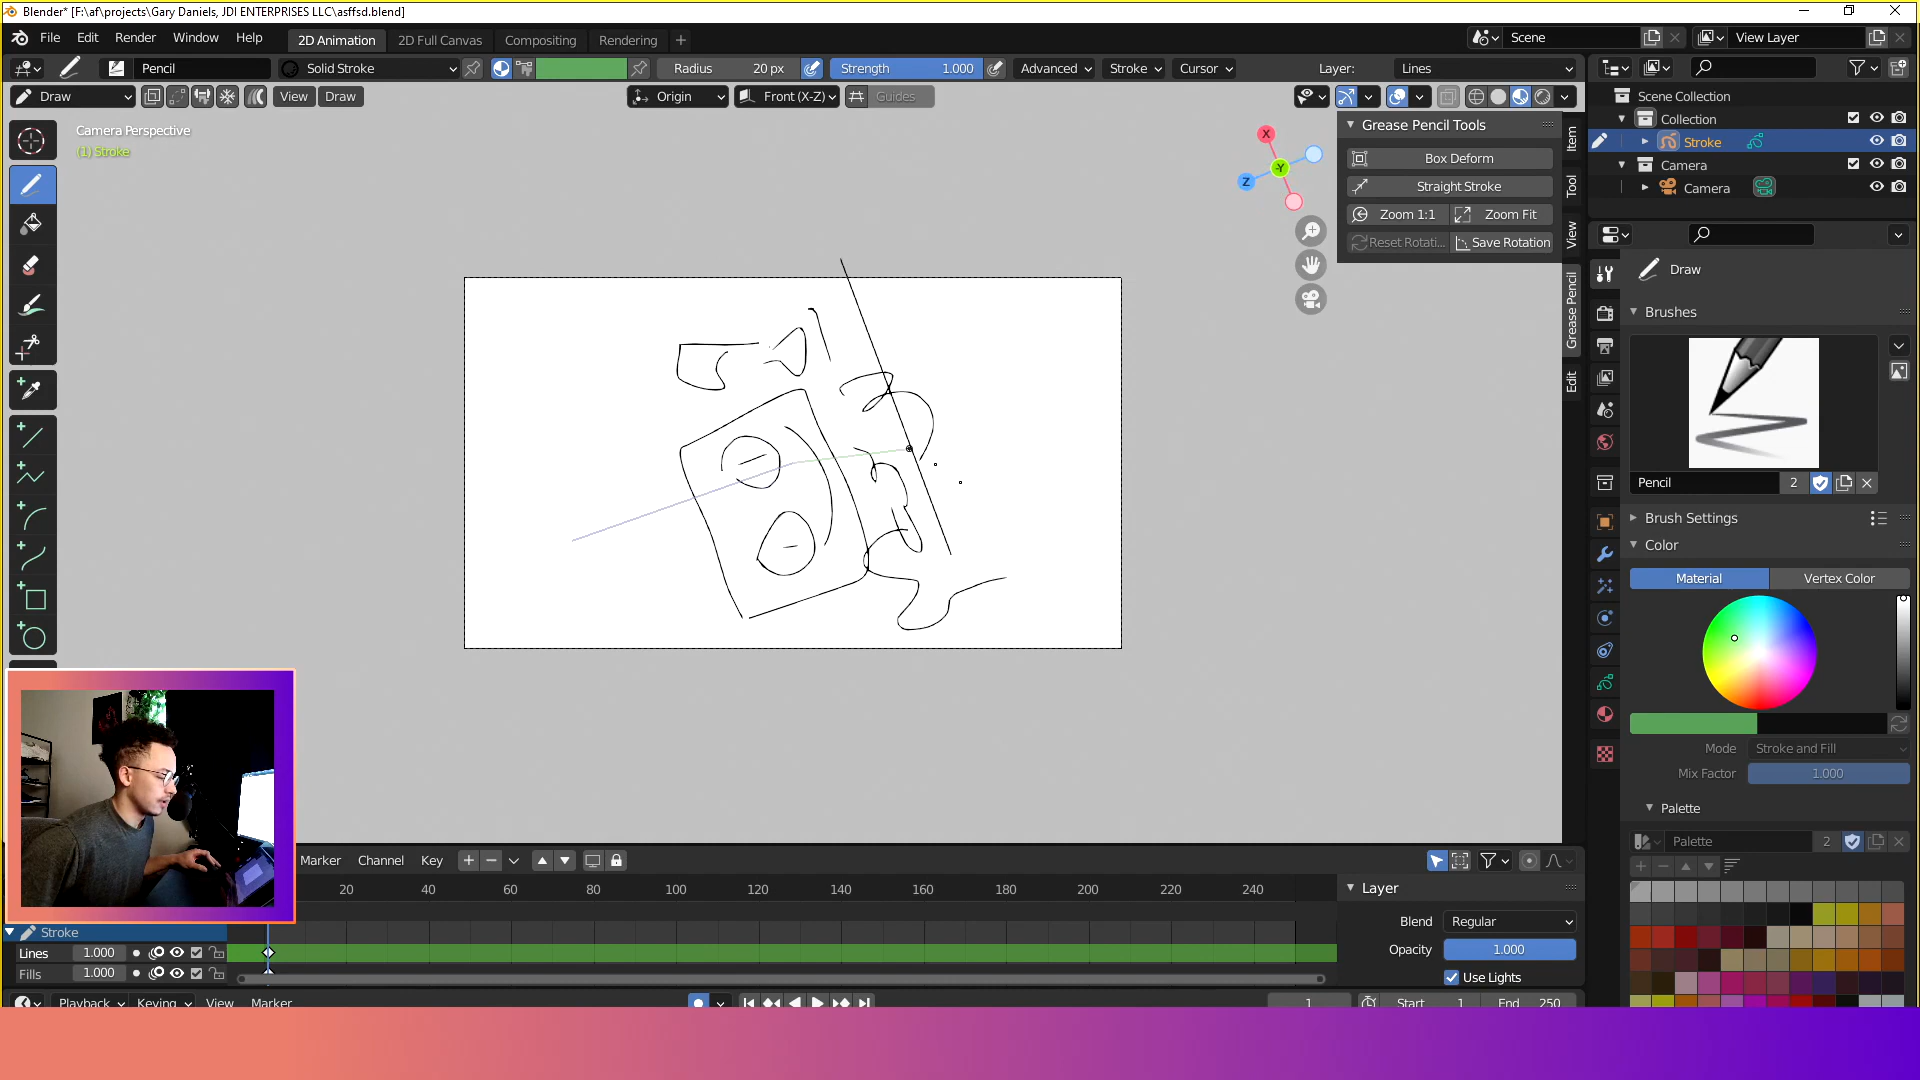 Blender* [F:\af\projects\Gary Daniels, JDI ENTERPRISES LLC\asffsd.blend]
File Edit Render Window Help 2D Animation 2D Full Canvas Compositing Rendering + Scene View Layer
Pencil Solid Stroke Radius 20 px Strength 1.000 Advanced Stroke Cursor Layer: Lines
Draw View Draw Origin Front (X-Z) Guides
Scene Collection
Collection
Stroke
Camera
Camera
Camera Perspective
(1) Stroke
X
-Y
Z
Grease Pencil Tools
Box Deform
Straight Stroke
Zoom 1:1 Zoom Fit
Reset Rotati... Save Rotation
Item
Tool
View
Grease Pencil
Edit
Draw
Brushes
Pencil 2
Brush Settings
Color
Material Vertex Color
Mode Stroke and Fill
Mix Factor 1.000
Palette
Palette 2
Marker Channel Key
20 40 60 80 100 120 140 160 180 200 220 240
Stroke
Lines 1.000
Fills 1.000
Layer
Blend Regular
Opacity 1.000
Use Lights
Playback Keying View Marker 1 Start 1 End 250